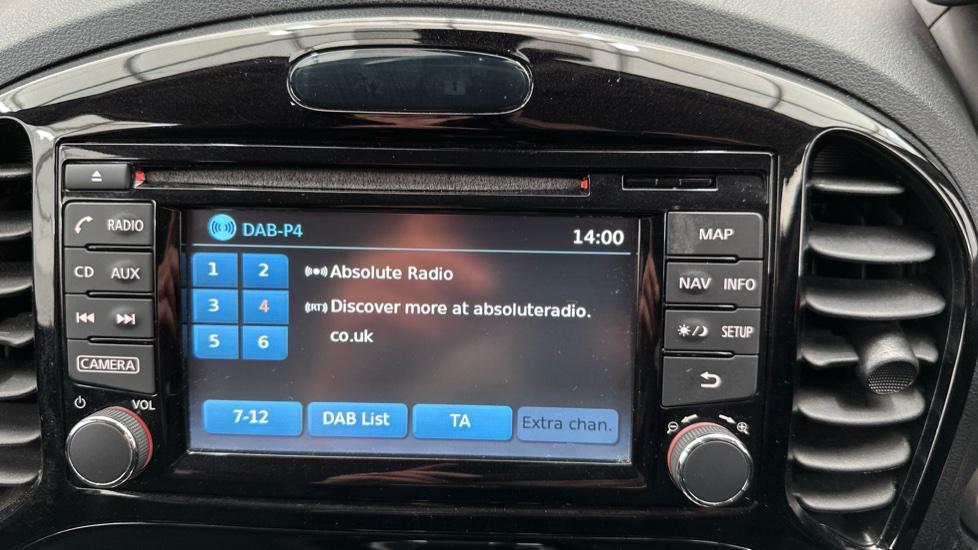 DAB-P4
14:00
1 2
3 4
5 6
Absolute Radio
(RT) Discover more at absoluteradio.
co.uk
7-12 DAB List TA Extra chan.
RADIO
CD AUX
CAMERA
VOL
MAP
NAV INFO
SETUP